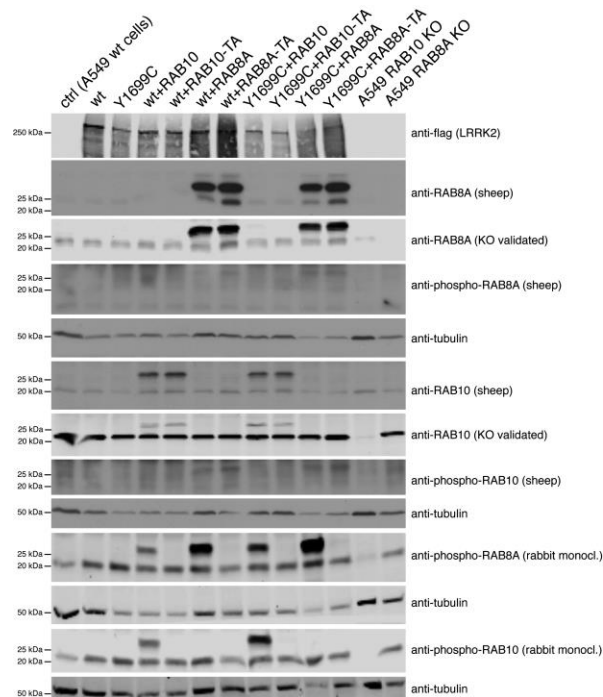 ctrl (A549 wt cells)
wt
Y1699C
wt+RAB10
wt+RAB10-TA
wt+RAB8A
wt+RAB8A-TA
Y1699C+RAB10
Y1699C+RAB10-TA
Y1699C+RAB8A
Y1699C+RAB8A-TA
A549 RAB10 KO
A549 RAB8A KO
250 kDa
anti-flag (LRRK2)
25 kDa
20 kDa
anti-RAB8A (sheep)
25 kDa
20 kDa
anti-RAB8A (KO validated)
25 kDa
20 kDa
anti-phospho-RAB8A (sheep)
50 kDa
anti-tubulin
25 kDa
20 kDa
anti-RAB10 (sheep)
25 kDa
20 kDa
anti-RAB10 (KO validated)
25 kDa
20 kDa
anti-phospho-RAB10 (sheep)
50 kDa
anti-tubulin
25 kDa
20 kDa
anti-phospho-RAB8A (rabbit monocl.)
50 kDa
anti-tubulin
25 kDa
20 kDa
anti-phospho-RAB10 (rabbit monocl.)
50 kDa
anti-tubulin